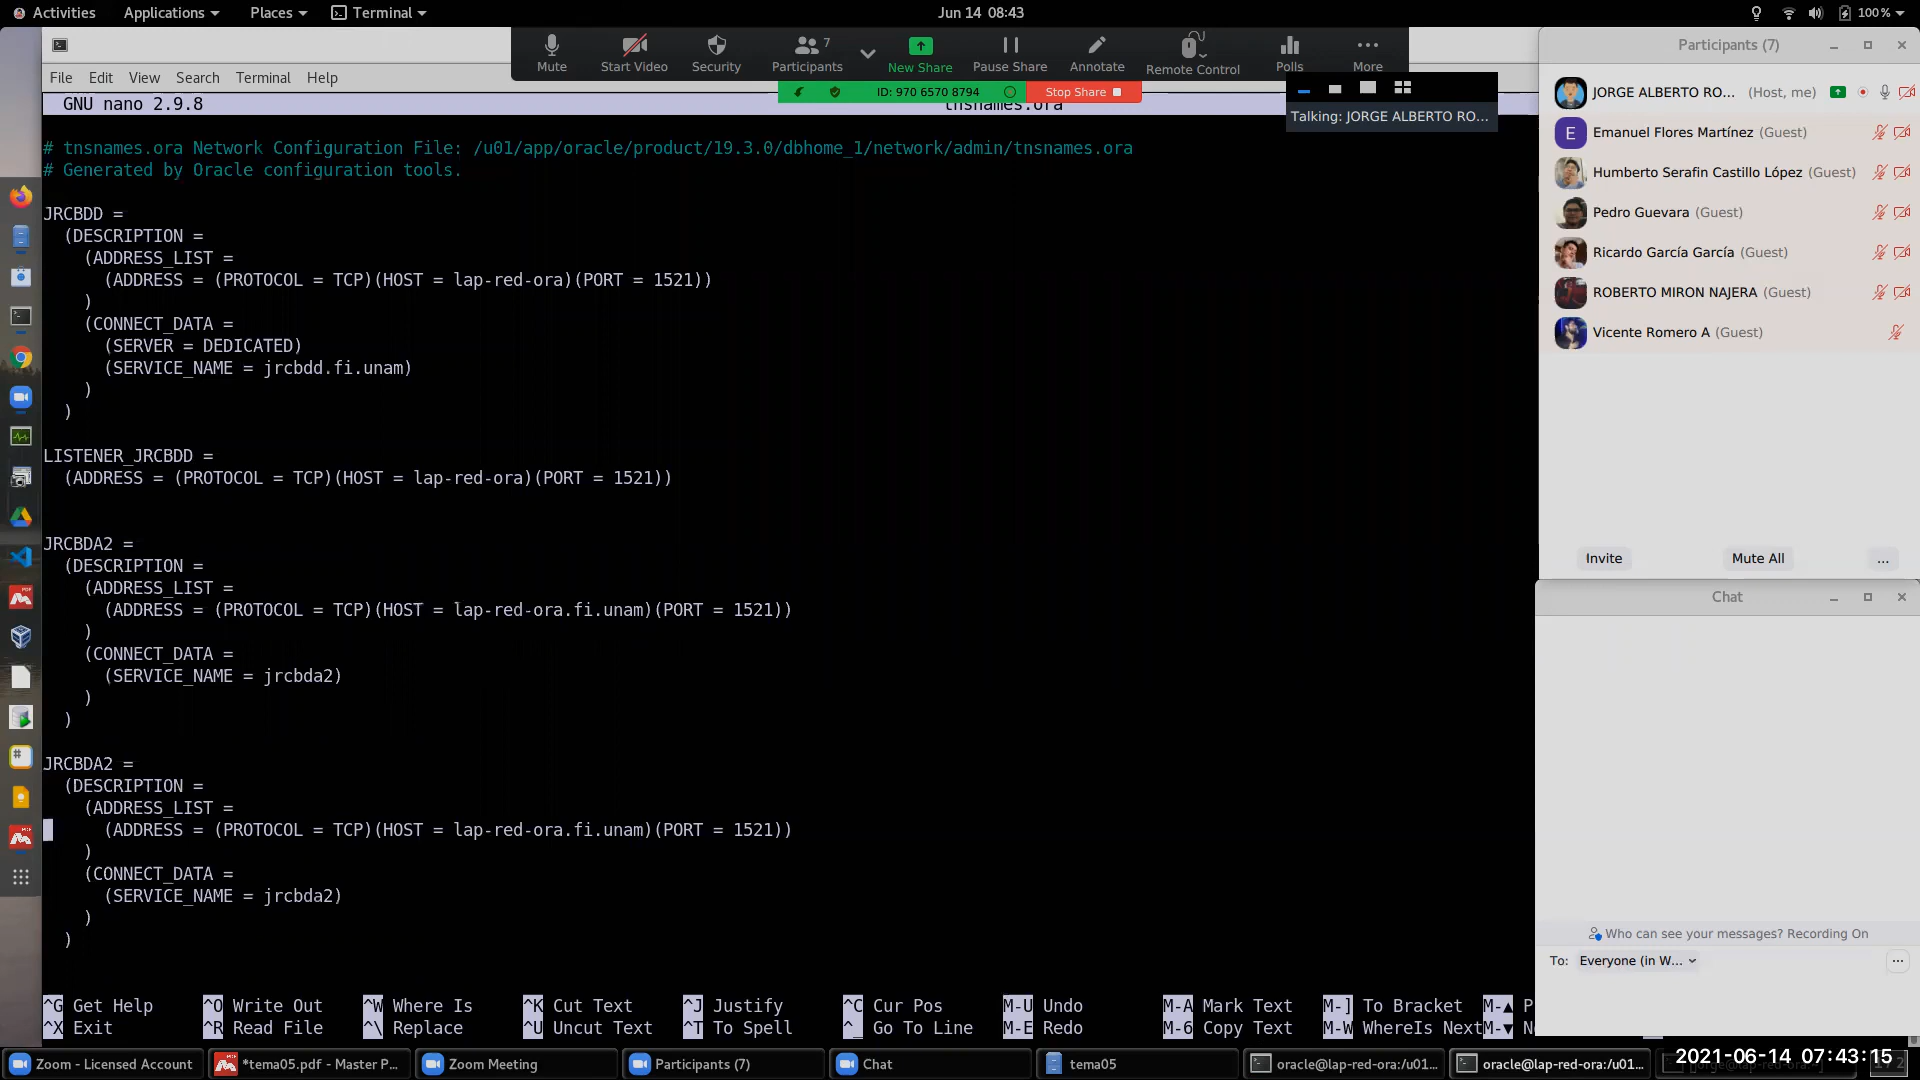 Activities Applications Places Terminal Jun 14 08:43 100%
Mute Start Video Security Participants 7 New Share Pause Share Annotate Remote Control Polls More
ID: 970 6570 8794 Stop Share
Talking: JORGE ALBERTO RO...
File Edit View Search Terminal Help
GNU nano 2.9.8 tnsnames.ora
# tnsnames.ora Network Configuration File: /u01/app/oracle/product/19.3.0/dbhome_1/network/admin/tnsnames.ora
# Generated by Oracle configuration tools.
JRCBDD =
(DESCRIPTION =
(ADDRESS_LIST =
(ADDRESS = (PROTOCOL = TCP)(HOST = lap-red-ora)(PORT = 1521))
)
(CONNECT_DATA =
(SERVER = DEDICATED)
(SERVICE_NAME = jrcbdd.fi.unam)
)
)
LISTENER_JRCBDD =
(ADDRESS = (PROTOCOL = TCP)(HOST = lap-red-ora)(PORT = 1521))
JRCBDA2 =
(DESCRIPTION =
(ADDRESS_LIST =
(ADDRESS = (PROTOCOL = TCP)(HOST = lap-red-ora.fi.unam)(PORT = 1521))
)
(CONNECT_DATA =
(SERVICE_NAME = jrcbda2)
)
)
JRCBDA2 =
(DESCRIPTION =
(ADDRESS_LIST =
(ADDRESS = (PROTOCOL = TCP)(HOST = lap-red-ora.fi.unam)(PORT = 1521))
)
(CONNECT_DATA =
(SERVICE_NAME = jrcbda2)
)
)
^G Get Help ^O Write Out ^W Where Is ^K Cut Text ^J Justify ^C Cur Pos M-U Undo M-A Mark Text M-] To Bracket M-▲ P
^X Exit ^R Read File ^\ Replace ^U Uncut Text ^T To Spell ^_ Go To Line M-E Redo M-6 Copy Text M-W WhereIs Next M-▼ N
Participants (7)
JORGE ALBERTO RO... (Host, me)
E Emanuel Flores Martínez (Guest)
Humberto Serafin Castillo López (Guest)
Pedro Guevara (Guest)
Ricardo García García (Guest)
ROBERTO MIRON NAJERA (Guest)
Vicente Romero A (Guest)
Invite Mute All ...
Chat
Who can see your messages? Recording On
To: Everyone (in W... ...
Zoom - Licensed Account *tema05.pdf - Master P... Zoom Meeting Participants (7) Chat tema05 oracle@lap-red-ora:/u01... oracle@lap-red-ora:/u01...
2021-06-14 07:43:15